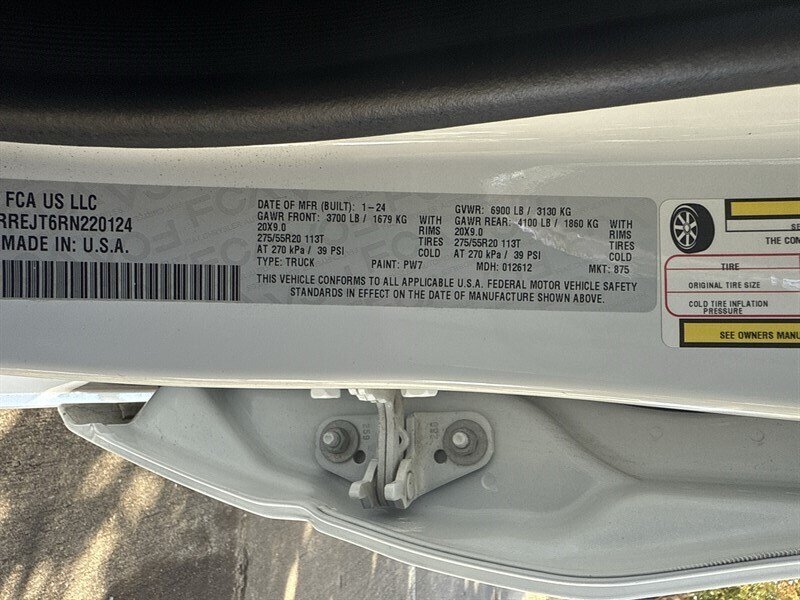 FCA US LLC
RREJT6RN220124
MADE IN: U.S.A.
DATE OF MFR (BUILT): 1-24
GAWR FRONT: 3700 LB / 1679 KG WITH
20X9.0 RIMS
275/55R20 113T TIRES
AT 270 kPa / 39 PSI COLD
TYPE: TRUCK PAINT: PW7
GVWR: 6900 LB / 3130 KG
GAWR REAR: 4100 LB / 1860 KG WITH
20X9.0 RIMS
275/55R20 113T TIRES
AT 270 kPa / 39 PSI COLD
MDH: 012612 MKT: 875
THIS VEHICLE CONFORMS TO ALL APPLICABLE U.S.A. FEDERAL MOTOR VEHICLE SAFETY
STANDARDS IN EFFECT ON THE DATE OF MANUFACTURE SHOWN ABOVE.
THE
TIRE
ORIGINAL TIRE SIZE
COLD TIRE INFLATION
PRESSURE
SEE OWNERS
259